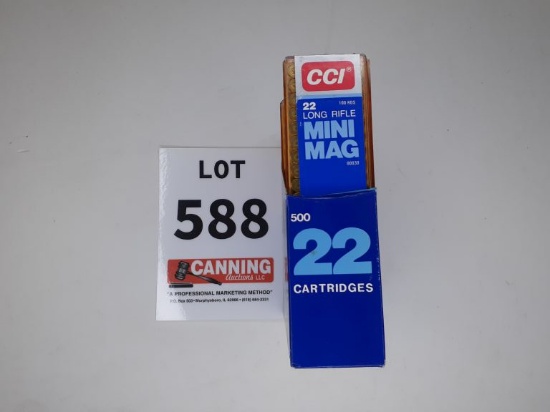 LOT
588
CANNING
Auctions LLC
"A PROFESSIONAL MARKETING METHOD"
CCI®
22
LONG RIFLE
MINI
MAG
500
22
CARTRIDGES